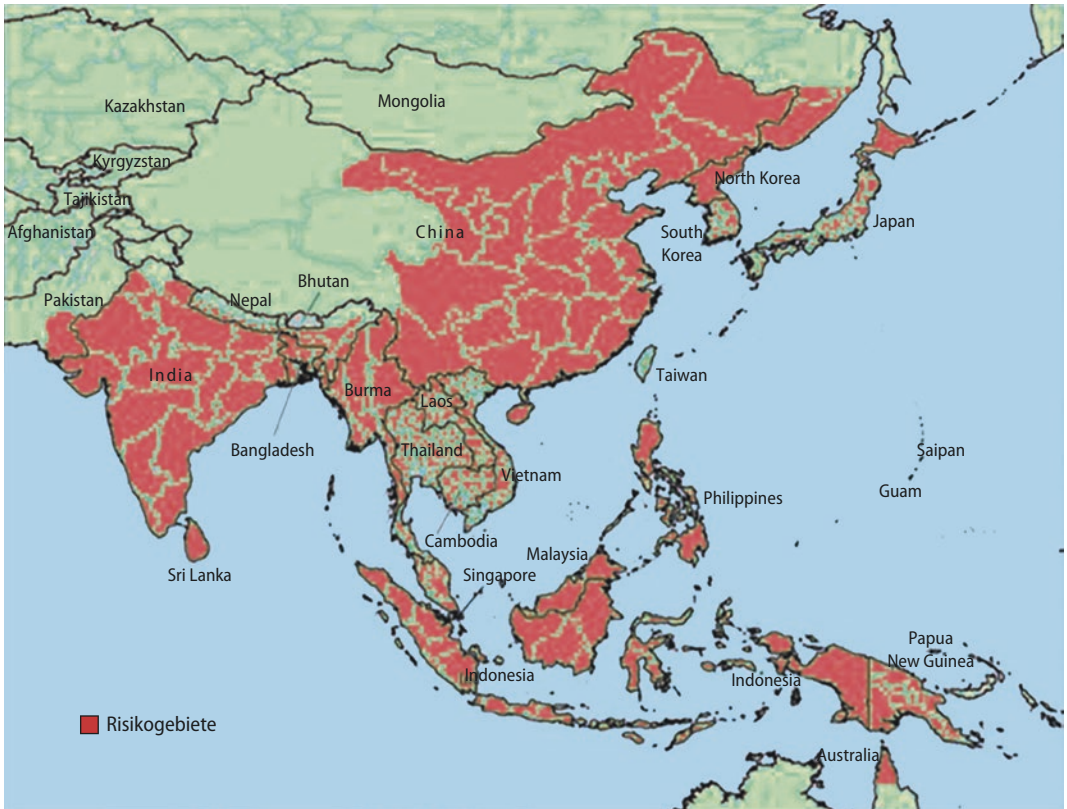 Kazakhstan
Mongolia
Kyrgyzstan
Tajikistan
Afghanistan
North Korea
Japan
China
South
Korea
Bhutan
Pakistan
Nepal
India
Taiwan
Burma
Laos
Bangladesh
Thailand
Saipan
Vietnam
Guam
Philippines
Cambodia
Malaysia
Sri Lanka
Singapore
Papua
New Guinea
Indonesia
Indonesia
Risikogebiete
Australia